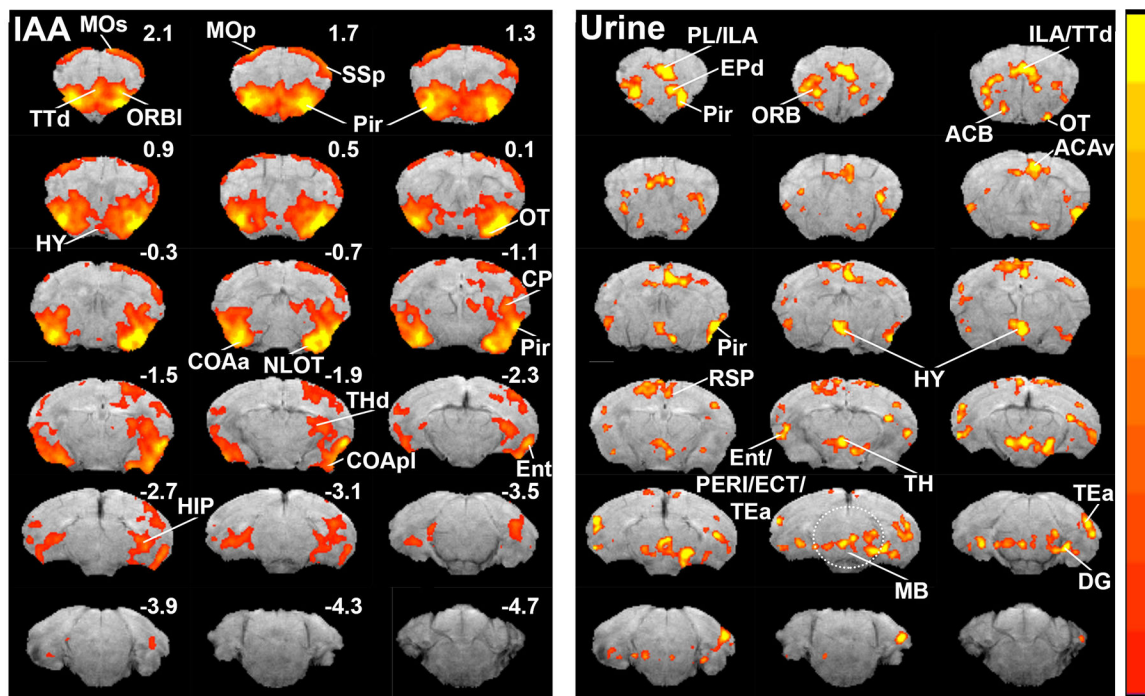 IAA
MOs
2.1
MOp
1.7
1.3
SSp
TTd
ORBl
Pir
0.9
0.5
0.1
OT
HY
-0.3
-0.7
-1.1
CP
COAa
NLOT
Pir
-1.5
-1.9
-2.3
THd
COApl
Ent
-2.7
HIP
-3.1
-3.5
-3.9
-4.3
-4.7
Urine
PL/ILA
ILA/TTd
EPd
Pir
ORB
ACB
OT
ACAv
Pir
HY
RSP
Ent/
PERI/ECT/
TEa
TH
TEa
MB
DG